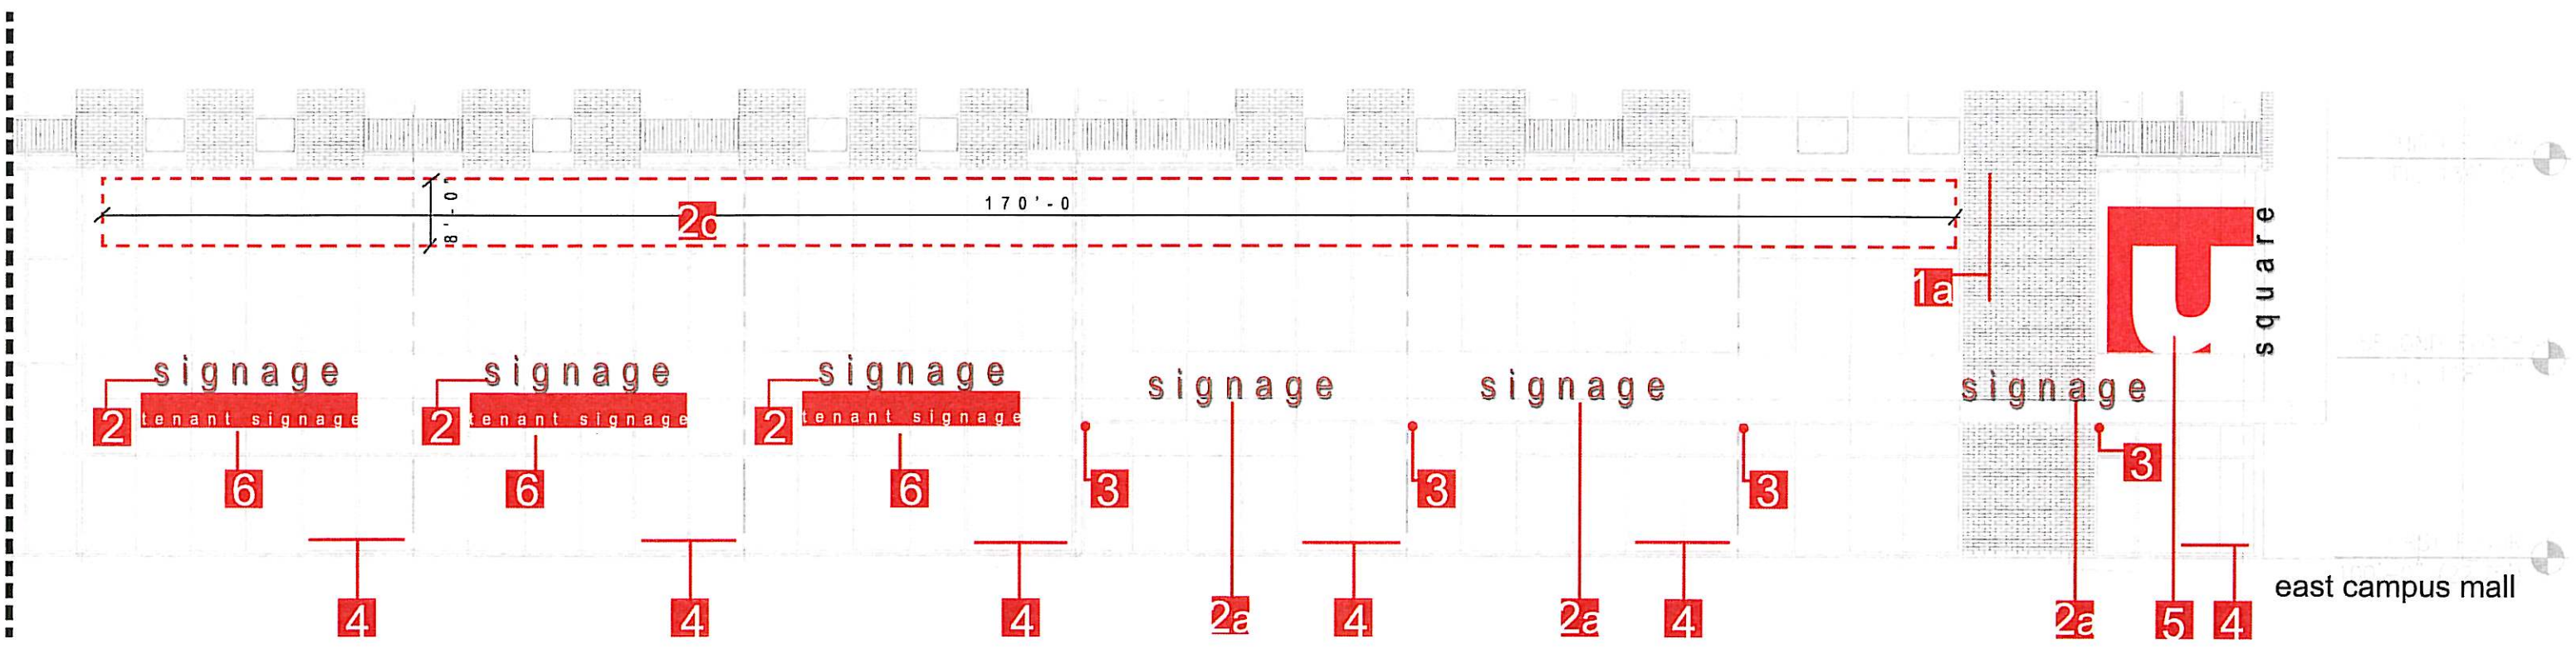 8'-0"
170'-0
2c
1a
U
square
signage
signage
signage
signage
signage
signage
2
tenant signage
2
tenant signage
2
tenant signage
3
6
6
6
3
3
3
4
4
4
2a
4
2a
4
2a
5
4
east campus mall